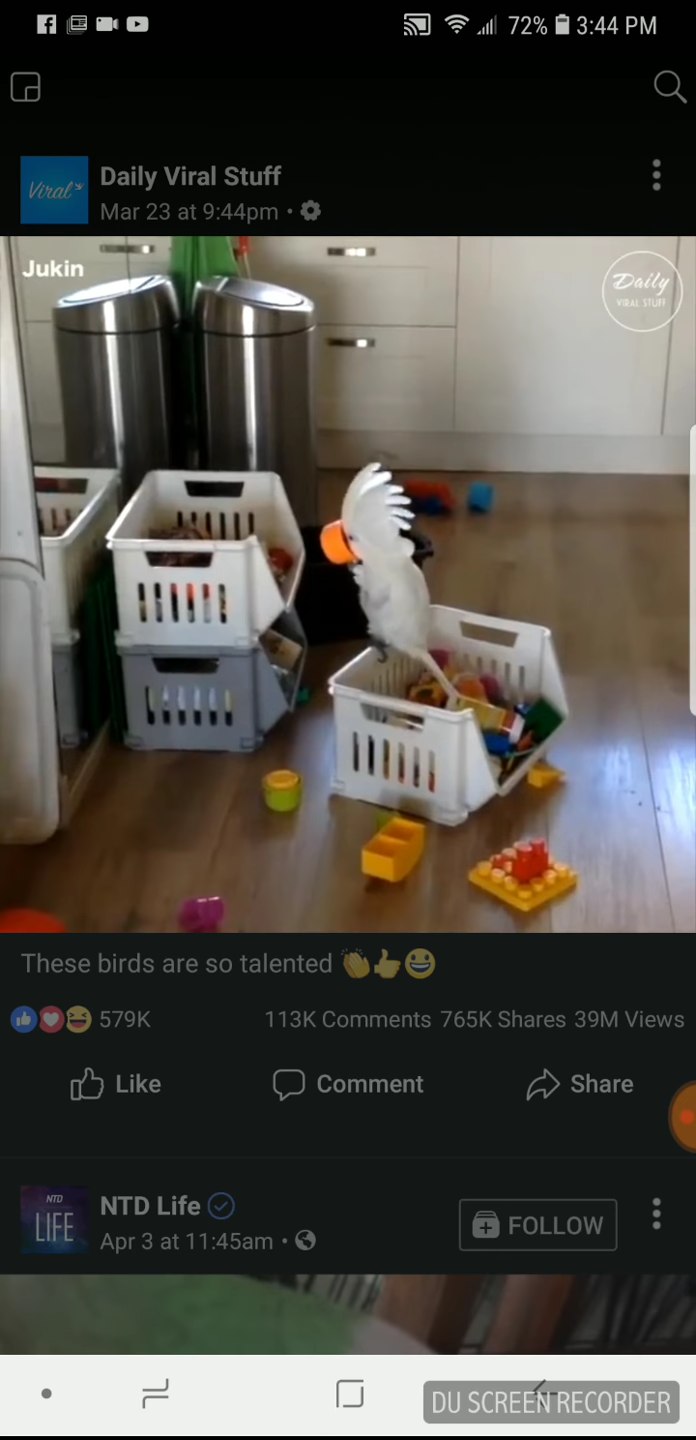 72% 3:44 PM
Viral
Daily Viral Stuff
Mar 23 at 9:44pm •
Jukin
Daily
VIRAL STUFF
These birds are so talented 👏👍😀
579K 113K Comments 765K Shares 39M Views
Like Comment Share
NTD
LIFE
NTD Life
Apr 3 at 11:45am •
FOLLOW
DU SCREEN RECORDER